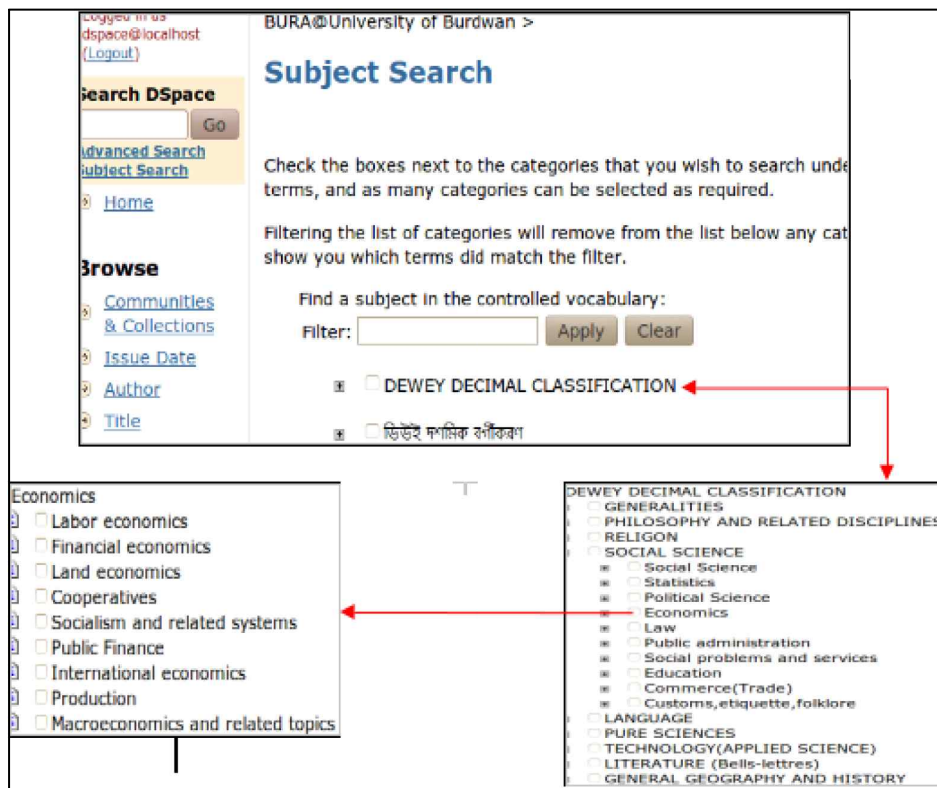 Logged in as
dspace@localhost
(Logout)
Search DSpace
Go
Advanced Search
Subject Search
Home
Browse
Communities
& Collections
Issue Date
Author
Title
BURA@University of Burdwan >
Subject Search
Check the boxes next to the categories that you wish to search unde
terms, and as many categories can be selected as required.
Filtering the list of categories will remove from the list below any cat
show you which terms did match the filter.
Find a subject in the controlled vocabulary:
Filter: Apply Clear
DEWEY DECIMAL CLASSIFICATION
ডিউই দশমিক বর্গীকরণ
Economics
Labor economics
Financial economics
Land economics
Cooperatives
Socialism and related systems
Public Finance
International economics
Production
Macroeconomics and related topics
DEWEY DECIMAL CLASSIFICATION
GENERALITIES
PHILOSOPHY AND RELATED DISCIPLINES
RELIGON
SOCIAL SCIENCE
Social Science
Statistics
Political Science
Economics
Law
Public administration
Social problems and services
Education
Commerce(Trade)
Customs,etiquette,folklore
LANGUAGE
PURE SCIENCES
TECHNOLOGY(APPLIED SCIENCE)
LITERATURE (Bells-lettres)
GENERAL GEOGRAPHY AND HISTORY